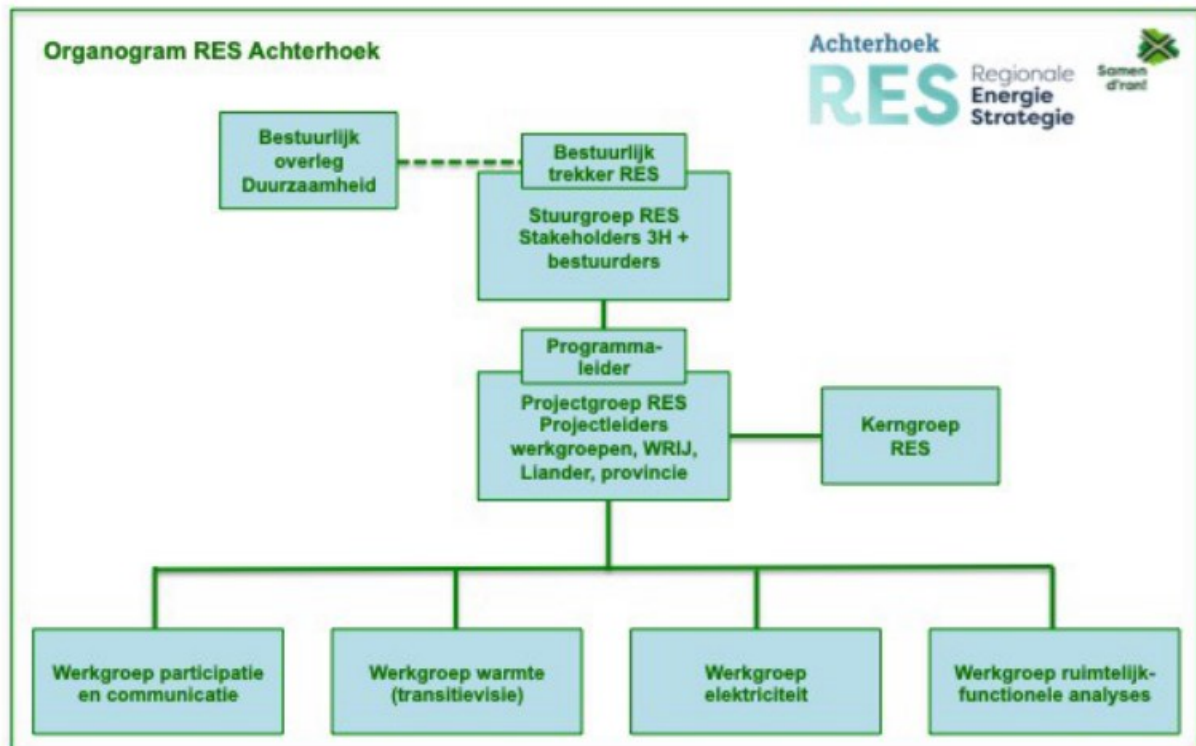 Organogram RES Achterhoek
Achterhoek
RES
Regionale
Energie
Strategie
Samen
d'ran!
Bestuurlijk
overleg
Duurzaamheid
Bestuurlijk
trekker RES
Stuurgroep RES
Stakeholders 3H +
bestuurders
Programma-
leider
Projectgroep RES
Projectleiders
werkgroepen, WRIJ,
Liander, provincie
Kerngroep
RES
Werkgroep participatie
en communicatie
Werkgroep warmte
(transitievisie)
Werkgroep
elektriciteit
Werkgroep ruimtelijk-
functionele analyses